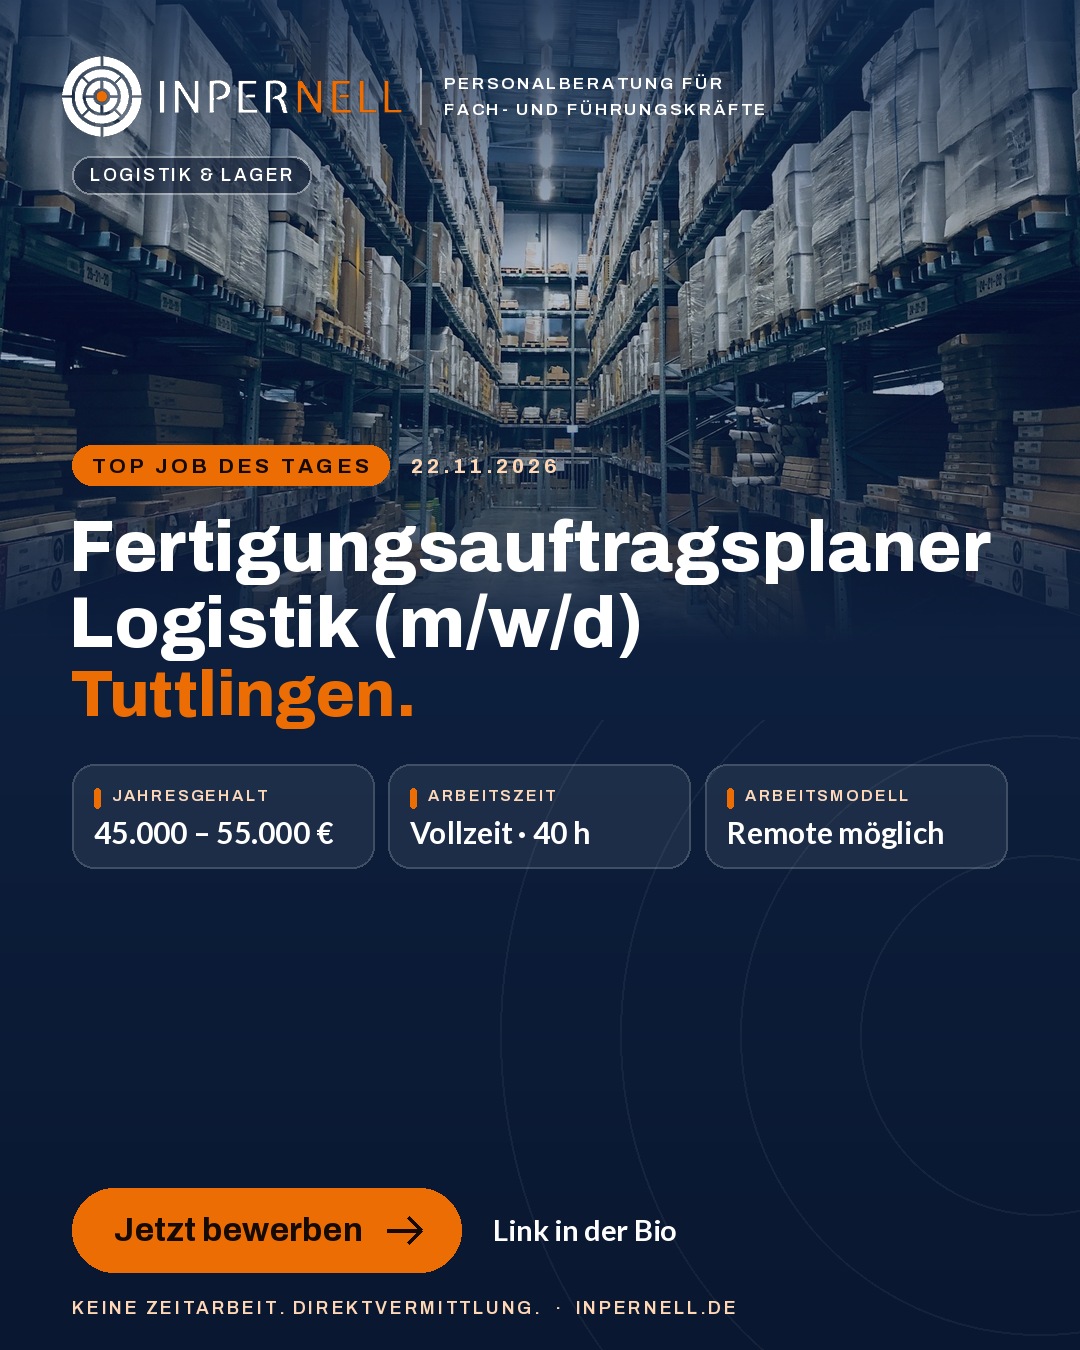 INPERNELL
PERSONALBERATUNG FÜR
FACH- UND FÜHRUNGSKRÄFTE
LOGISTIK & LAGER
TOP JOB DES TAGES 22.11.2026
Fertigungsauftragsplaner
Logistik (m/w/d)
Tuttlingen.
JAHRESGEHALT
45.000 – 55.000 €
ARBEITSZEIT
Vollzeit · 40 h
ARBEITSMODELL
Remote möglich
Jetzt bewerben → Link in der Bio
KEINE ZEITARBEIT. DIREKTVERMITTLUNG. · INPERNELL.DE